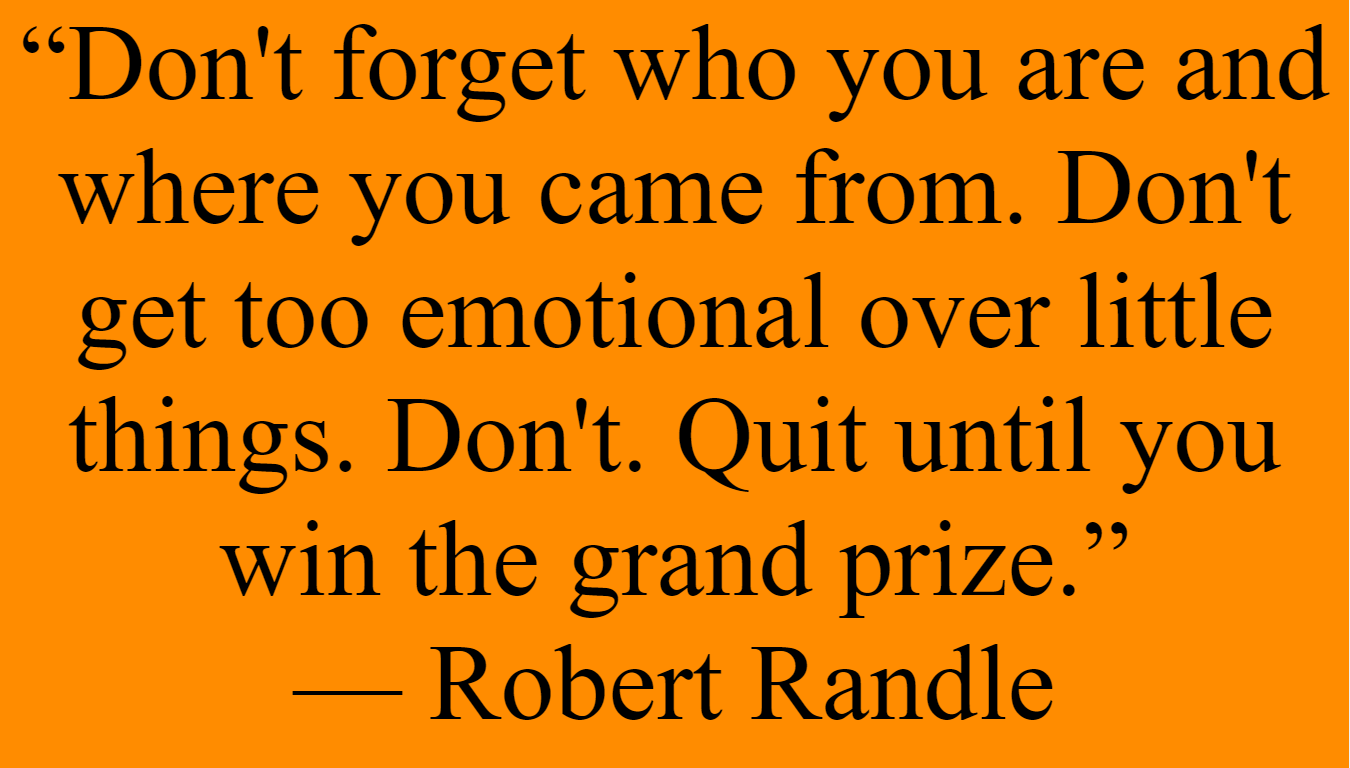 “Don't forget who you are and
where you came from. Don't
get too emotional over little
things. Don't. Quit until you
win the grand prize.”
— Robert Randle